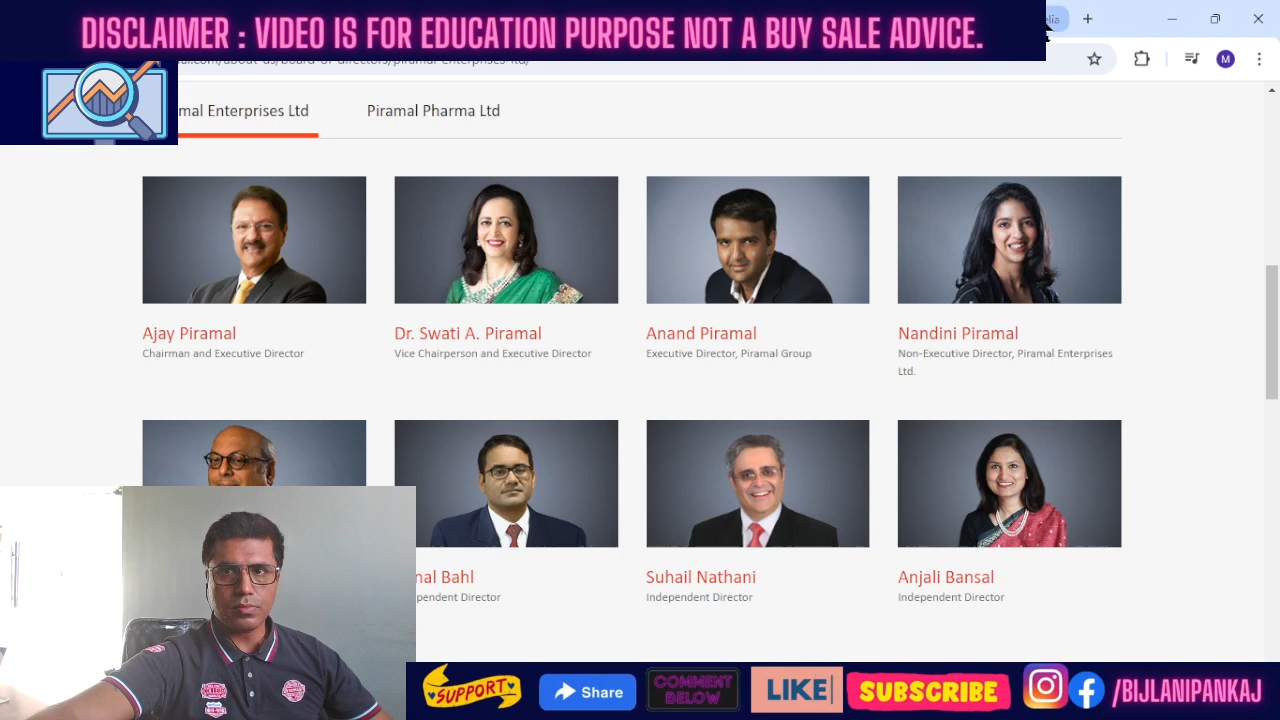 DISCLAIMER : VIDEO IS FOR EDUCATION PURPOSE NOT A BUY SALE ADVICE.
elia
M
mal Enterprises Ltd
Piramal Pharma Ltd
Ajay Piramal
Chairman and Executive Director
Dr. Swati A. Piramal
Vice Chairperson and Executive Director
Anand Piramal
Executive Director, Piramal Group
Nandini Piramal
Non-Executive Director, Piramal Enterprises
Ltd.
nal Bahl
pendent Director
Suhail Nathani
Independent Director
Anjali Bansal
Independent Director
SUPPORT
Share
COMMENT
BELOW
LIKE
SUBSCRIBE
/BIJLANIPANKAJ